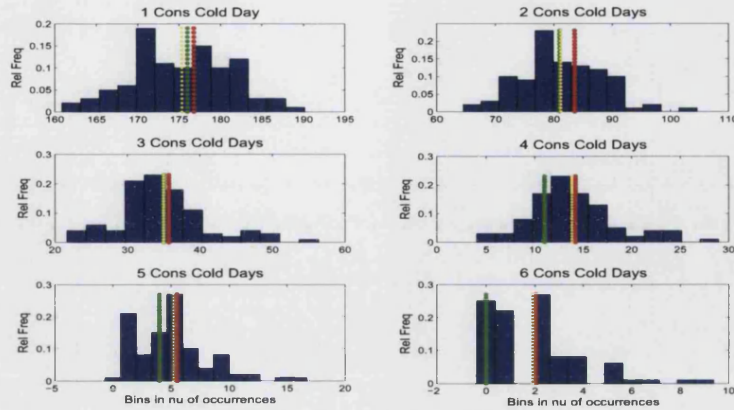 1 Cons Cold Day
Rel Freq
0.2
0.15
0.1
0.05
0
160 165 170 175 180 185 190 195
2 Cons Cold Days
Rel Freq
0.2
0.15
0.1
0.05
0
60 70 80 90 100 110
3 Cons Cold Days
Rel Freq
0.3
0.2
0.1
0
20 30 40 50 60
4 Cons Cold Days
Rel Freq
0.3
0.2
0.1
0
0 5 10 15 20 25 30
5 Cons Cold Days
Rel Freq
0.3
0.2
0.1
0
-5 0 5 10 15 20
Bins in nu of occurrences
6 Cons Cold Days
Rel Freq
0.3
0.2
0.1
0
-2 0 2 4 6 8 10
Bins in nu of occurrences